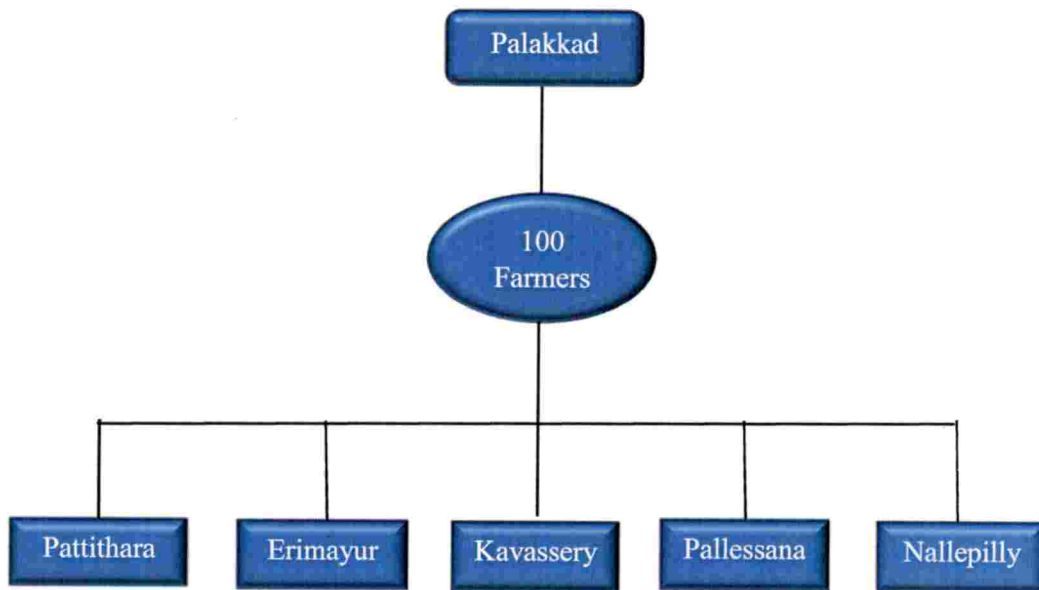 Palakkad
100
Farmers
Pattithara
Erimayur
Kavassery
Pallessana
Nallepilly